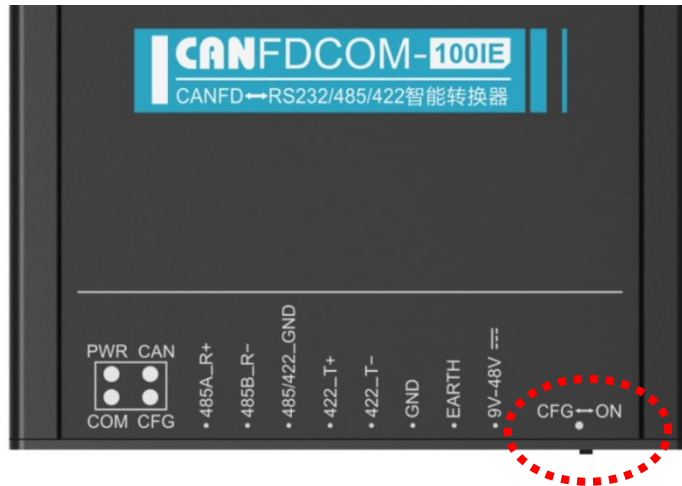 CANFDCOM-100IE
CANFD↔RS232/485/422智能转换器
PWR CAN
COM CFG
485A_R+
485B_R−
485/422_GND
422_T+
422_T−
GND
EARTH
9V−48V ⎓
CFG↔ON